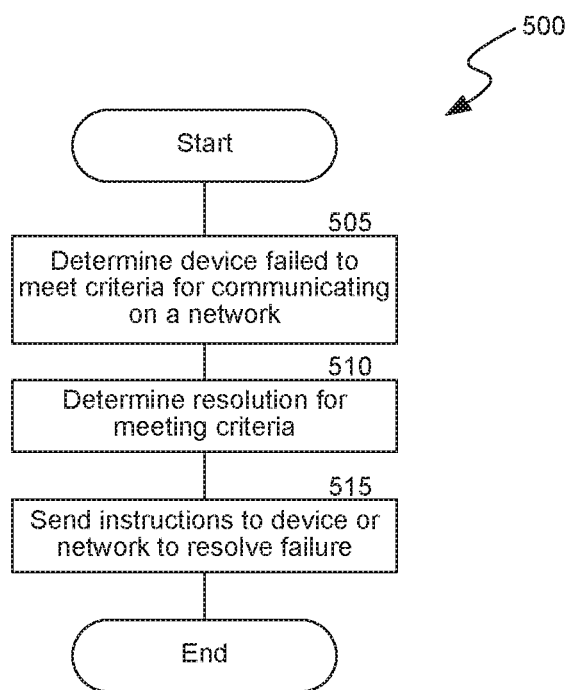 500
Start
505
Determine device failed to
meet criteria for communicating
on a network
510
Determine resolution for
meeting criteria
515
Send instructions to device or
network to resolve failure
End